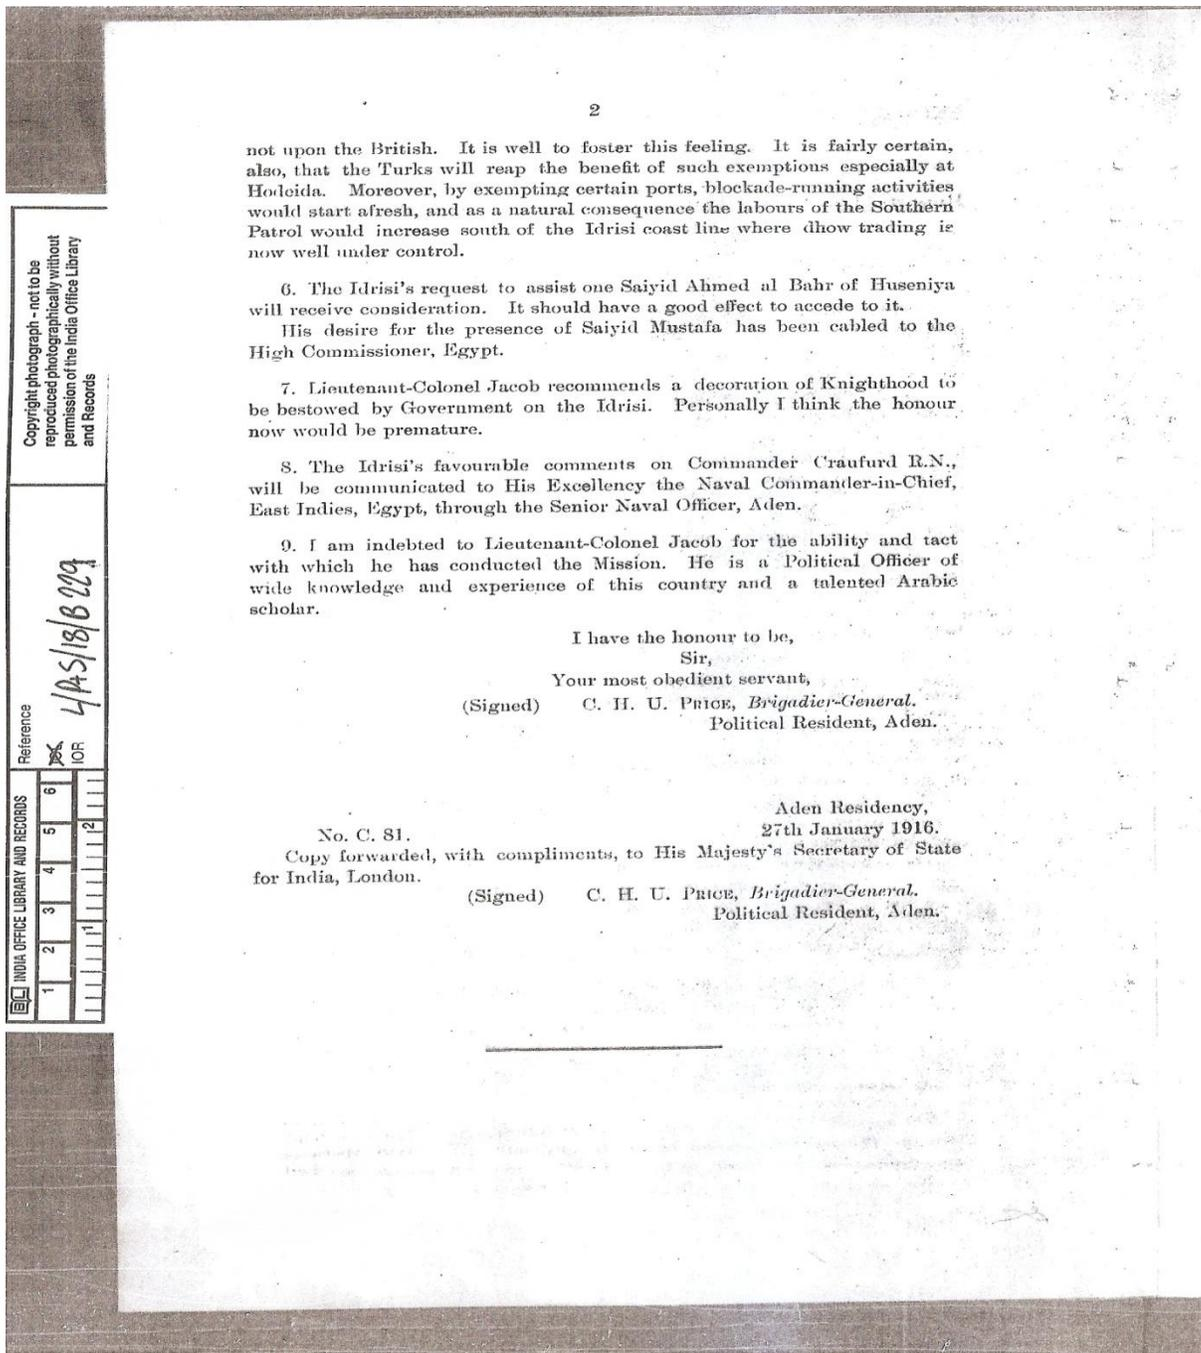 2
not upon the British. It is well to foster this feeling. It is fairly certain,
also, that the Turks will reap the benefit of such exemptions especially at
Hodeida. Moreover, by exempting certain ports, blockade-running activities
would start afresh, and as a natural consequence the labours of the Southern
Patrol would increase south of the Idrisi coast line where dhow trading is
now well under control.
6. The Idrisi's request to assist one Saiyid Ahmed al Bahr of Huseniya
will receive consideration. It should have a good effect to accede to it.
His desire for the presence of Saiyid Mustafa has been cabled to the
High Commissioner, Egypt.
7. Lieutenant-Colonel Jacob recommends a decoration of Knighthood to
be bestowed by Government on the Idrisi. Personally I think the honour
now would be premature.
8. The Idrisi's favourable comments on Commander Craufurd R.N.,
will be communicated to His Excellency the Naval Commander-in-Chief,
East Indies, Egypt, through the Senior Naval Officer, Aden.
9. I am indebted to Lieutenant-Colonel Jacob for the ability and tact
with which he has conducted the Mission. He is a Political Officer of
wide knowledge and experience of this country and a talented Arabic
scholar.
I have the honour to be,
Sir,
Your most obedient servant,
(Signed) C. H. U. PRICE, Brigadier-General.
Political Resident, Aden.
Aden Residency,
No. C. 81. 27th January 1916.
Copy forwarded, with compliments, to His Majesty's Secretary of State
for India, London.
(Signed) C. H. U. PRICE, Brigadier-General.
Political Resident, Aden.
Copyright photograph - not to be
reproduced photographically without
permission of the India Office Library
and Records
Reference
IOR 4/AS/18/B229
BL INDIA OFFICE LIBRARY AND RECORDS
1 2 3 4 5 6
1 2